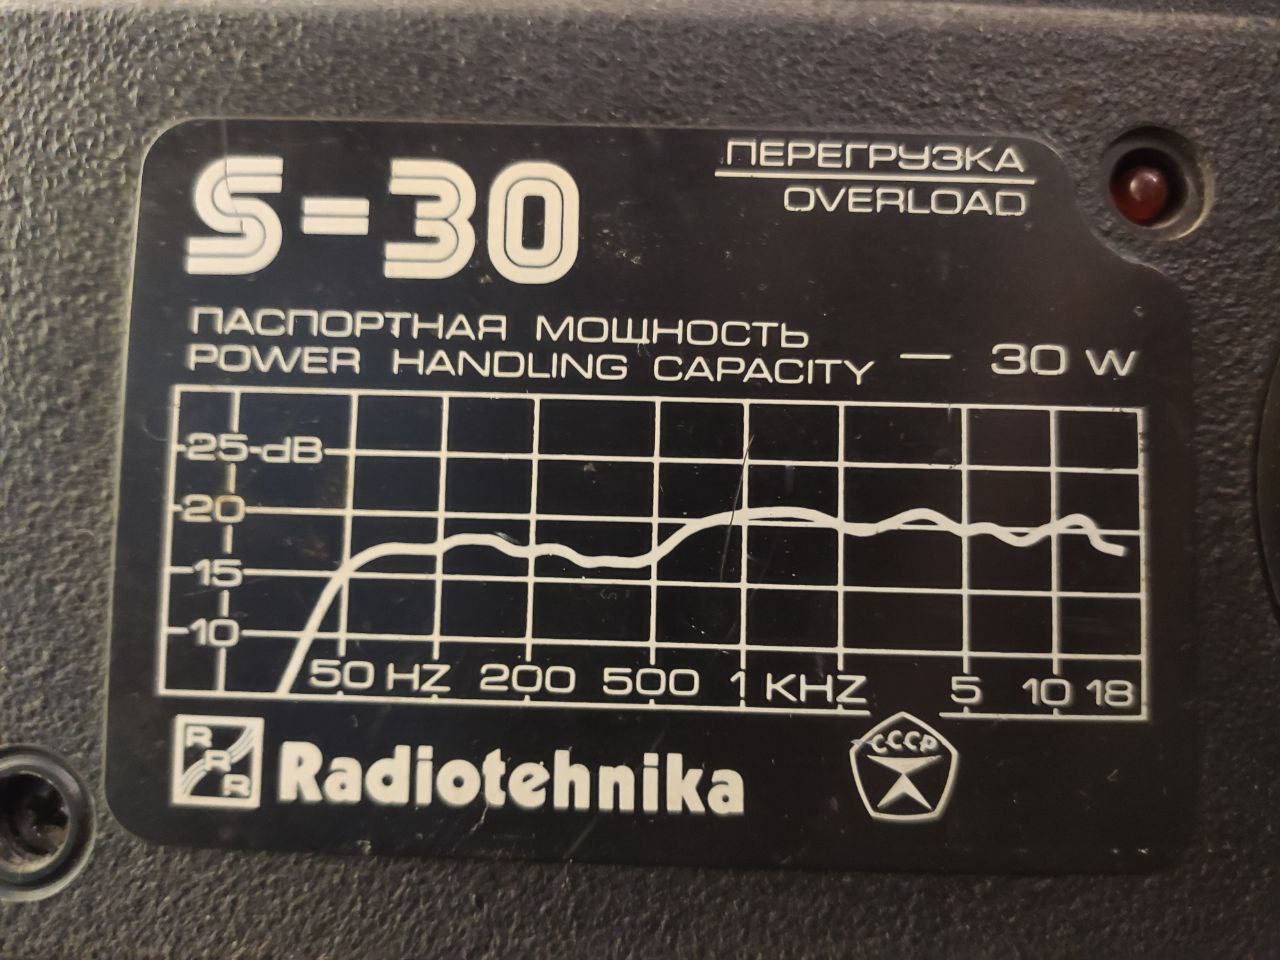 S-30
ПЕРЕГРУЗКА
OVERLOAD
ПАСПОРТНАЯ МОЩНОСТЬ
POWER HANDLING CAPACITY — 30 W
25-dB
20
15
10
50 HZ 200 500 1 KHZ 5 10 18
RRR
Radiotehnika
СССР